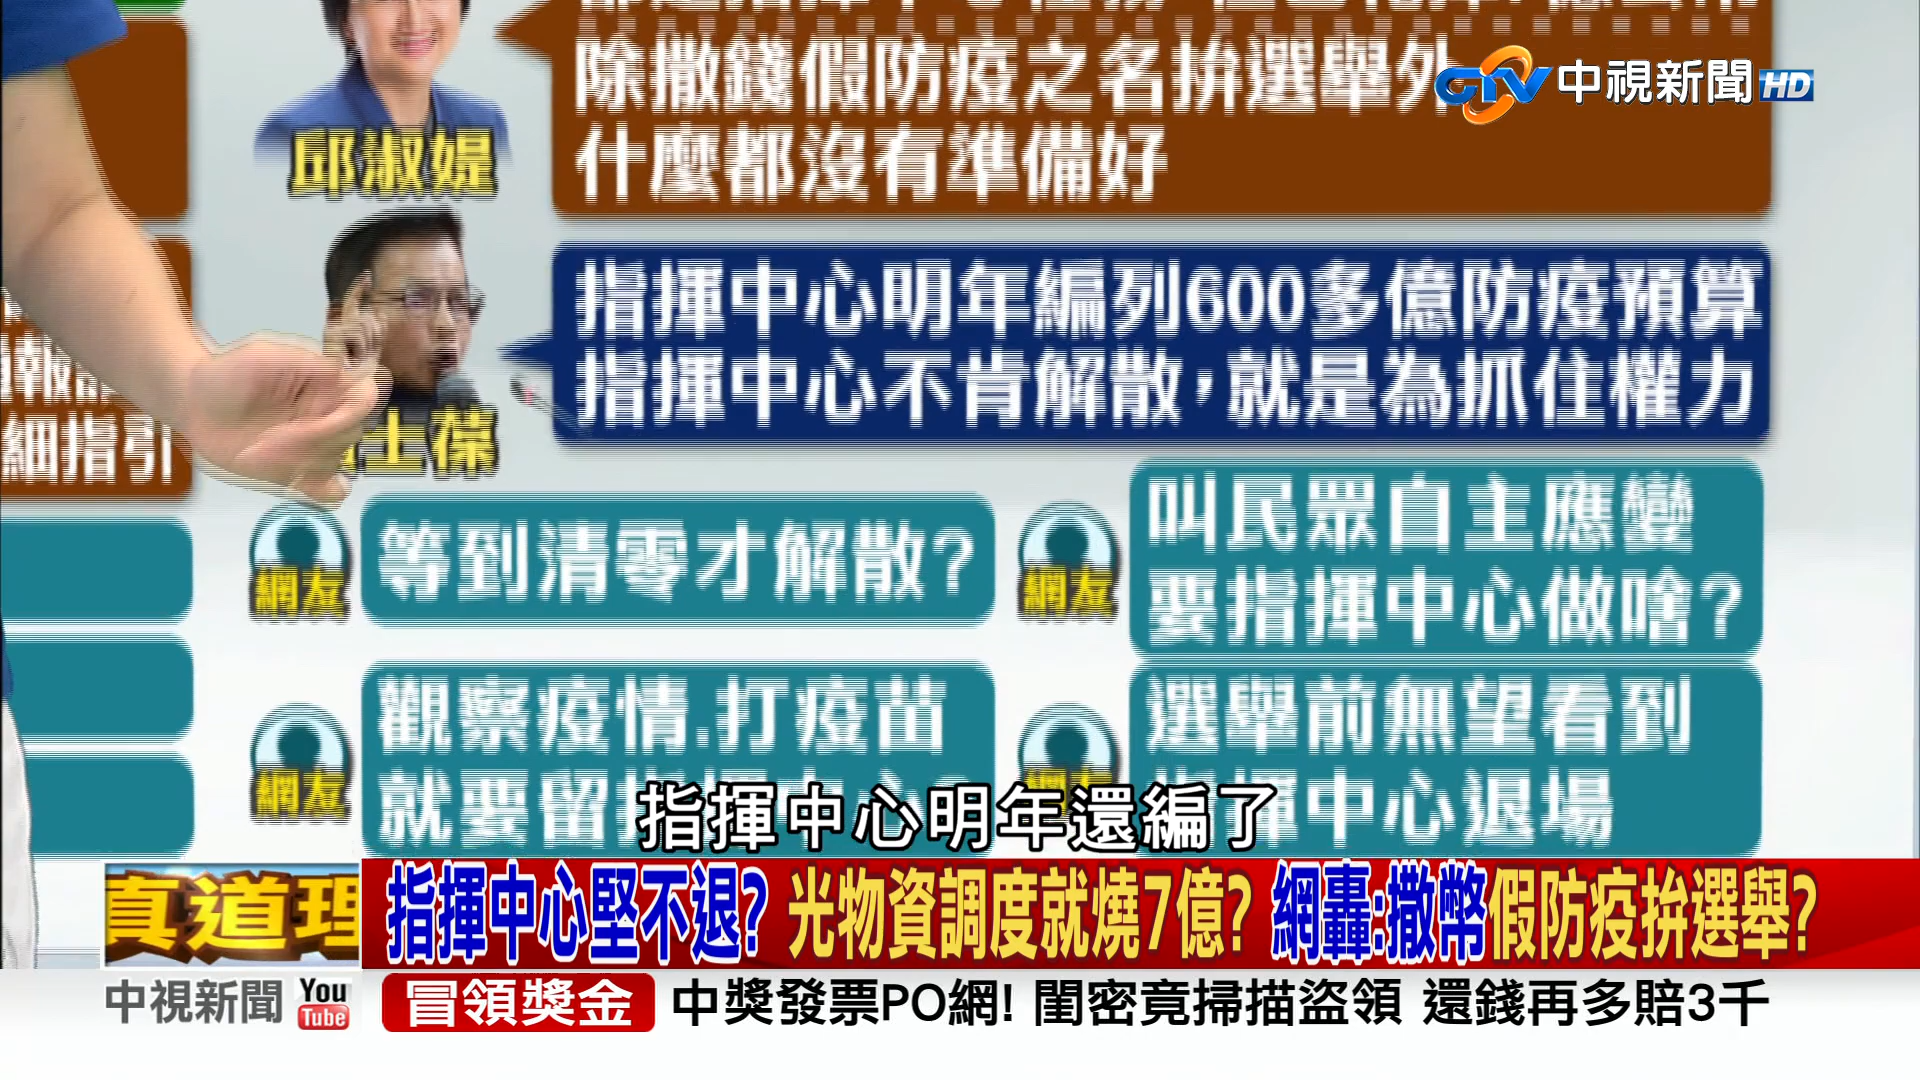 除撒錢假防疫之名拚選舉外
什麼都沒有準備好
邱淑媞
CTV 中視新聞 HD
指揮中心明年編列600多億防疫預算
指揮中心不肯解散，就是為抓住權力
士葆
細指引
網友
等到清零才解散？
網友
叫民眾自主應變
要指揮中心做啥？
網友
觀察疫情.打疫苗
就要留
選舉前無望看到
揮中心退場
指揮中心明年還編了
真道理
指揮中心堅不退? 光物資調度就燒7億? 網轟:撒幣假防疫拚選舉?
中視新聞 YouTube
冒領獎金 中獎發票PO網! 閨密竟掃描盜領 還錢再多賠3千